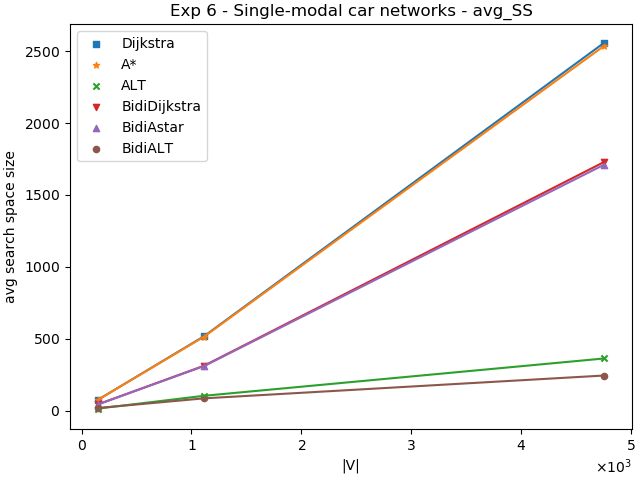 Exp 6 - Single-modal car networks - avg_SS
Dijkstra
A*
ALT
BidiDijkstra
BidiAstar
BidiALT
avg search space size
2500
2000
1500
1000
500
0
0 1 2 3 4 5
|V|
×10³